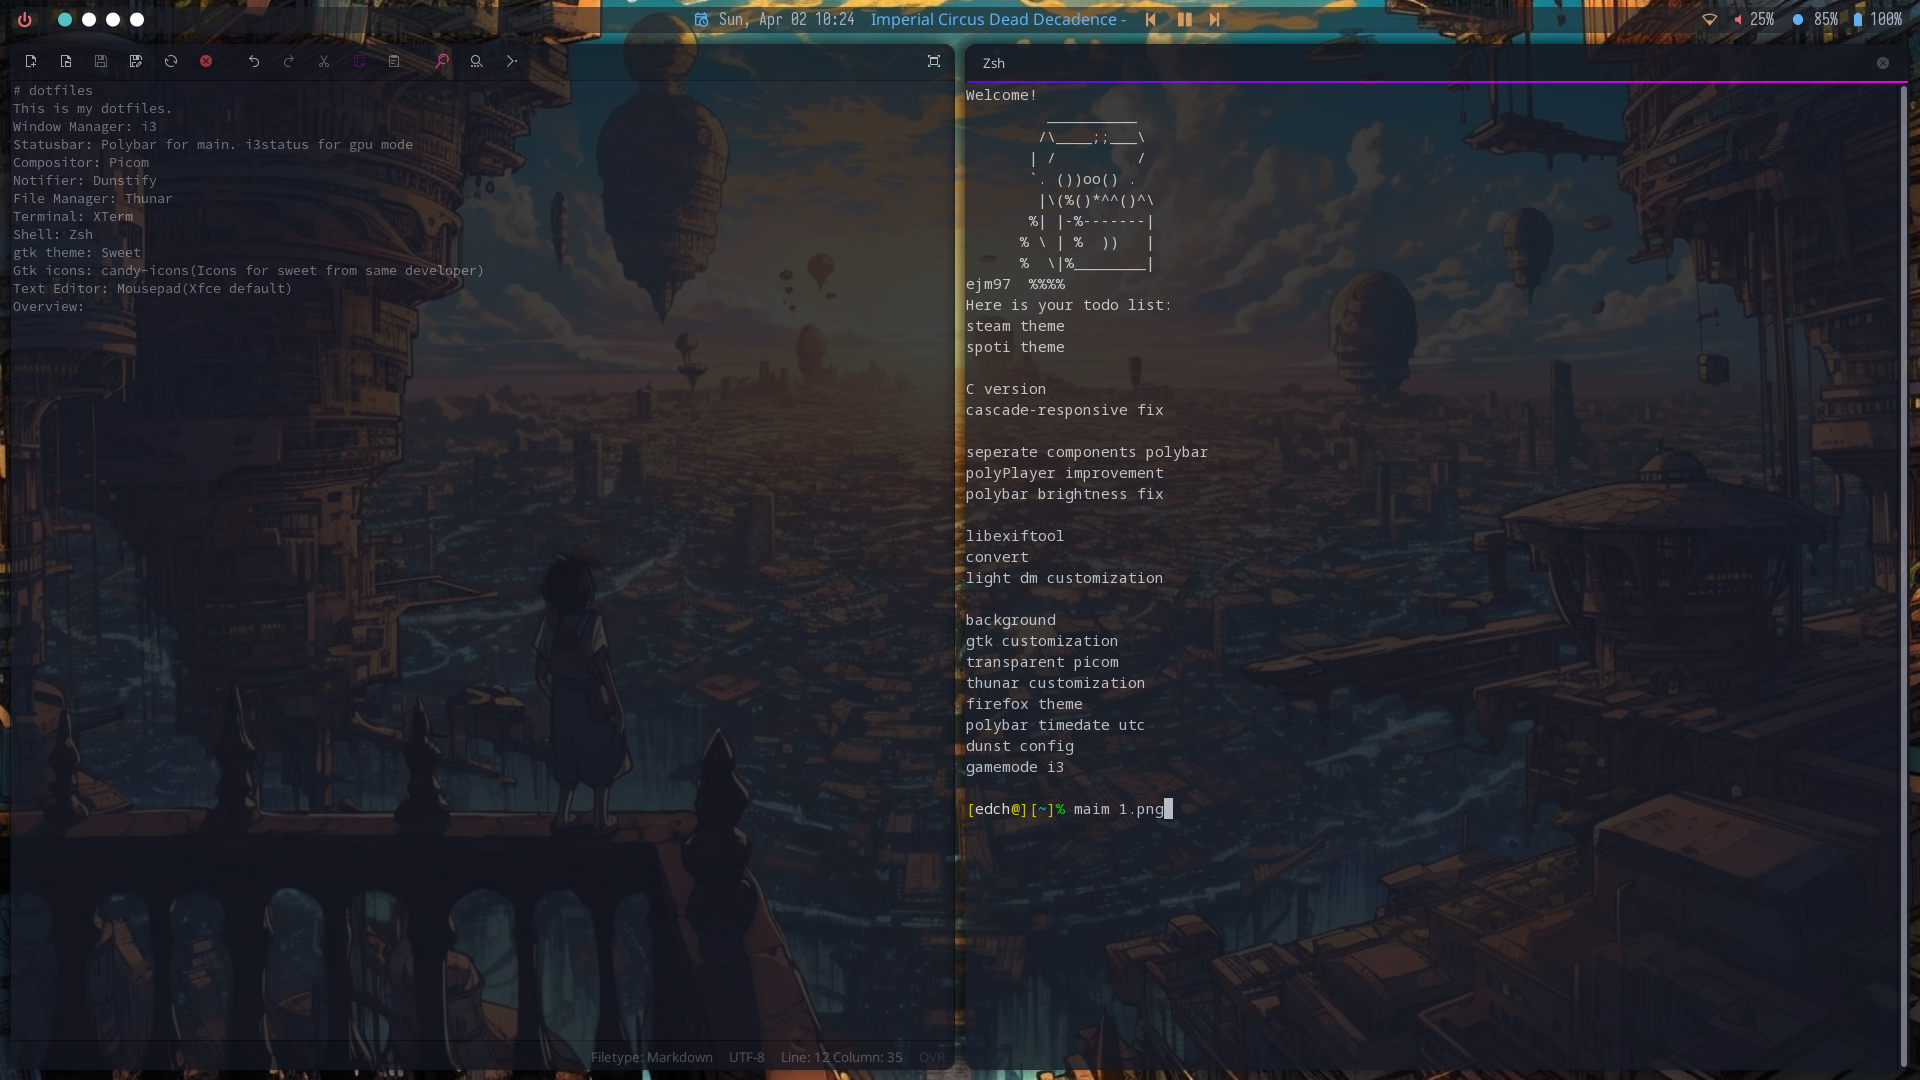 Sun, Apr 02 10:24 Imperial Circus Dead Decadence - 25% 85% 100%
# dotfiles
This is my dotfiles.
Window Manager: i3
Statusbar: Polybar for main. i3status for gpu mode
Compositor: Picom
Notifier: Dunstify
File Manager: Thunar
Terminal: XTerm
Shell: Zsh
gtk theme: Sweet
Gtk icons: candy-icons(Icons for sweet from same developer)
Text Editor: Mousepad(Xfce default)
Overview:
Filetype: Markdown UTF-8 Line: 12 Column: 35 OVR
Zsh
Welcome!
         __________
        /\____;;___\
       | /         /
       `. ())oo() .
        |\(%()*^^()^\
       %| |-%-------|
      % \ | %  ))   |
      %  \|%________|
ejm97  %%%%
Here is your todo list:
steam theme
spoti theme
C version
cascade-responsive fix
seperate components polybar
polyPlayer improvement
polybar brightness fix
libexiftool
convert
light dm customization
background
gtk customization
transparent picom
thunar customization
firefox theme
polybar timedate utc
dunst config
gamemode i3
[edch@][~]% maim 1.png